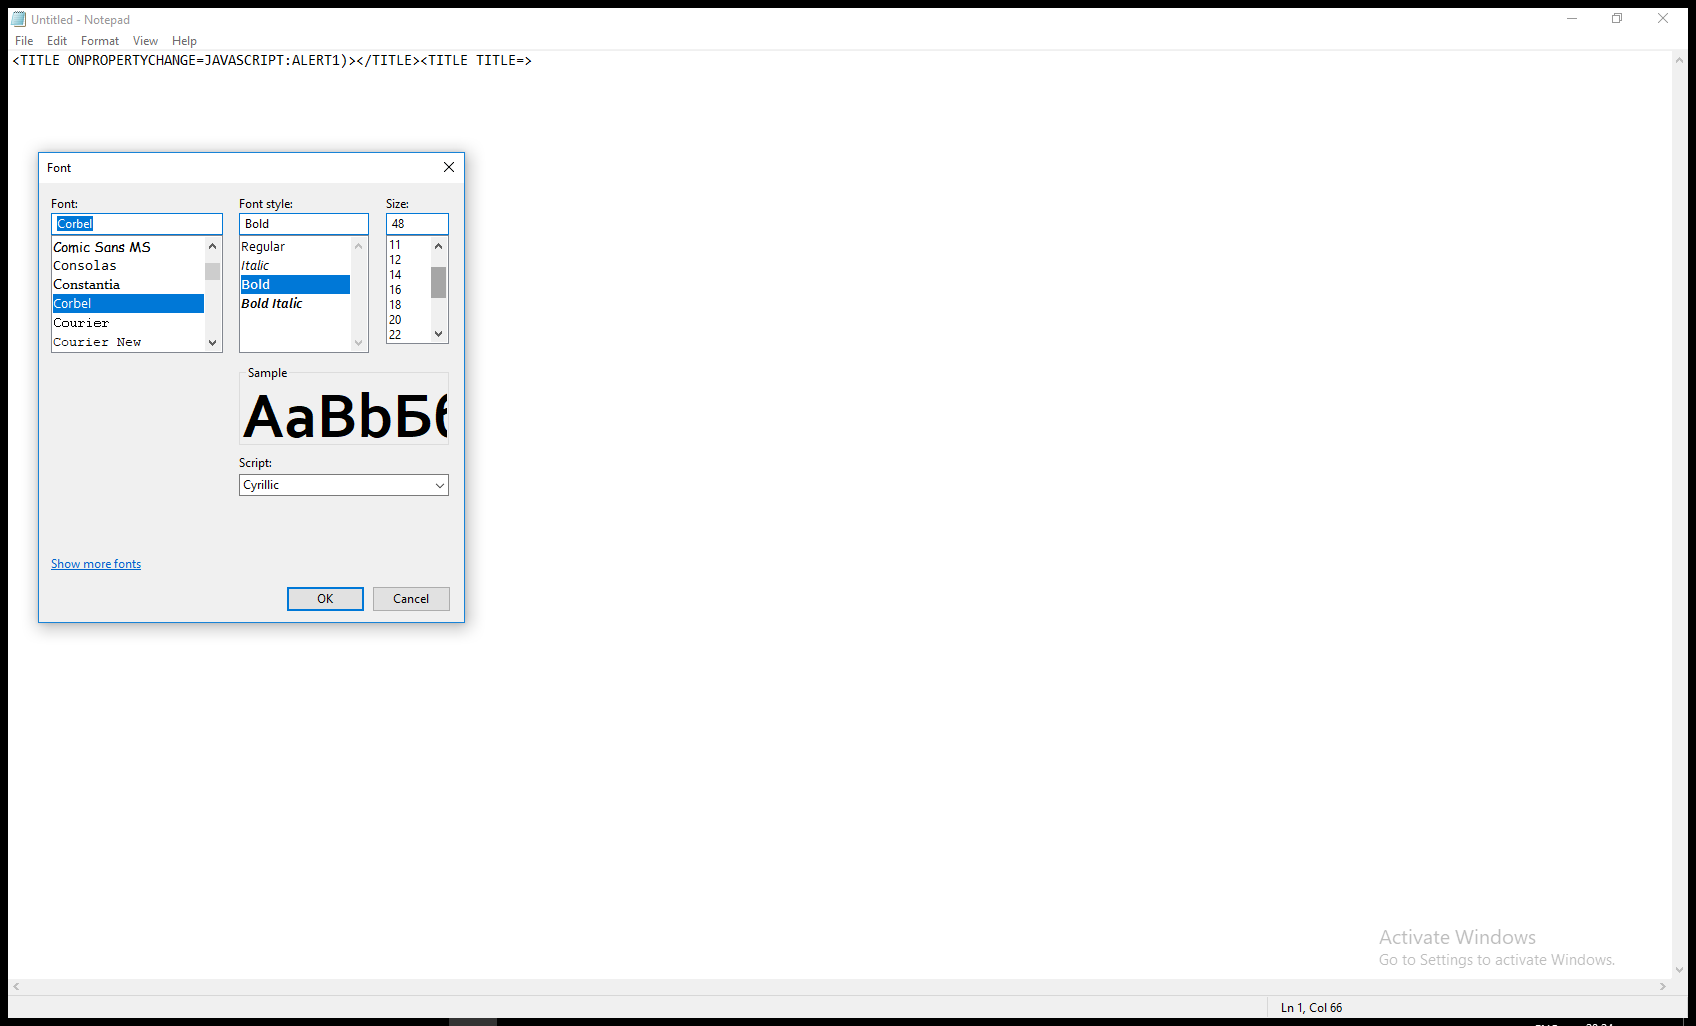 Untitled - Notepad
File Edit Format View Help
<TITLE ONPROPERTYCHANGE=JAVASCRIPT:ALERT1)></TITLE><TITLE TITLE=>
Font
Font: Font style: Size:
Corbel Bold 48
Comic Sans MS
Consolas
Constantia
Corbel
Courier
Courier New
Regular
Italic
Bold
Bold Italic
11
12
14
16
18
20
22
Sample
AaBbБ
Script:
Cyrillic
Show more fonts
OK Cancel
Activate Windows
Go to Settings to activate Windows.
Ln 1, Col 66